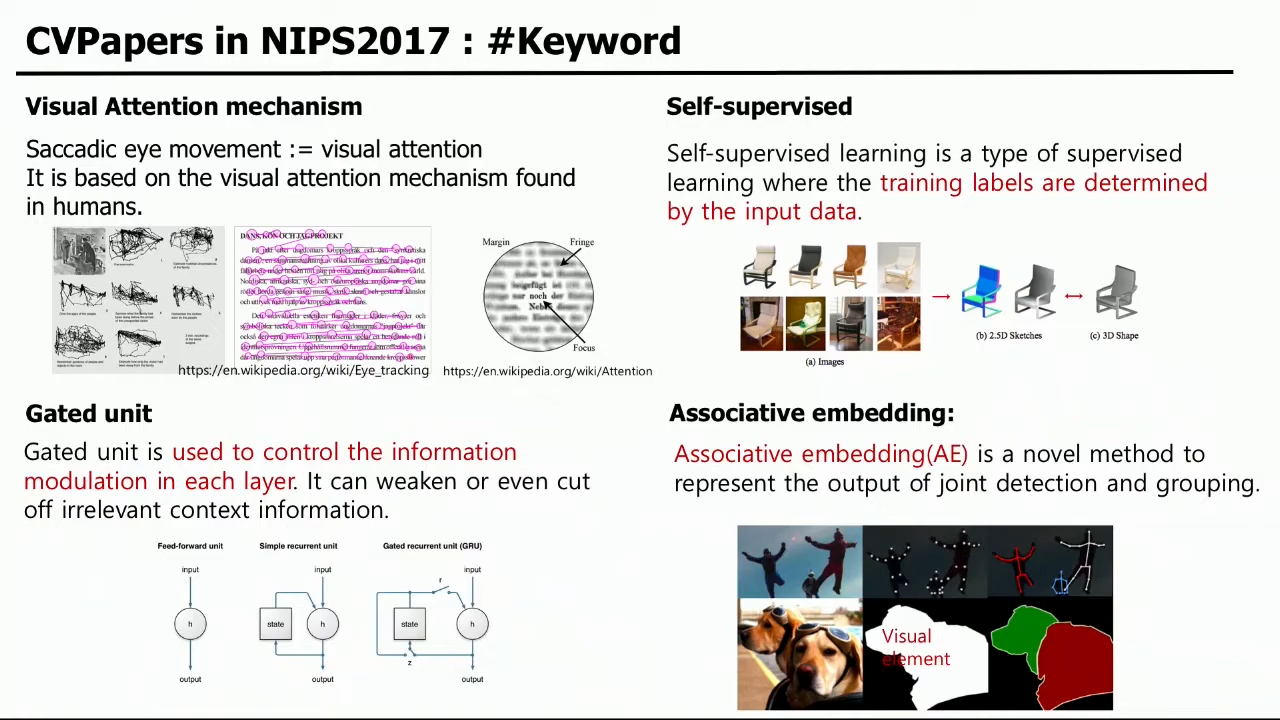 CVPapers in NIPS2017 : #Keyword
Visual Attention mechanism
Saccadic eye movement := visual attention
It is based on the visual attention mechanism found
in humans.
DANS, KÖN OCH JAG-PROJEKT
Margin
Fringe
Focus
https://en.wikipedia.org/wiki/Eye_tracking
https://en.wikipedia.org/wiki/Attention
Self-supervised
Self-supervised learning is a type of supervised
learning where the training labels are determined
by the input data.
(a) Images
(b) 2.5D Sketches
(c) 3D Shape
Gated unit
Gated unit is used to control the information
modulation in each layer. It can weaken or even cut
off irrelevant context information.
Feed-forward unit
input
h
output
Simple recurrent unit
input
state
h
output
Gated recurrent unit (GRU)
input
r
state
h
z
output
Associative embedding:
Associative embedding(AE) is a novel method to
represent the output of joint detection and grouping.
Visual
element